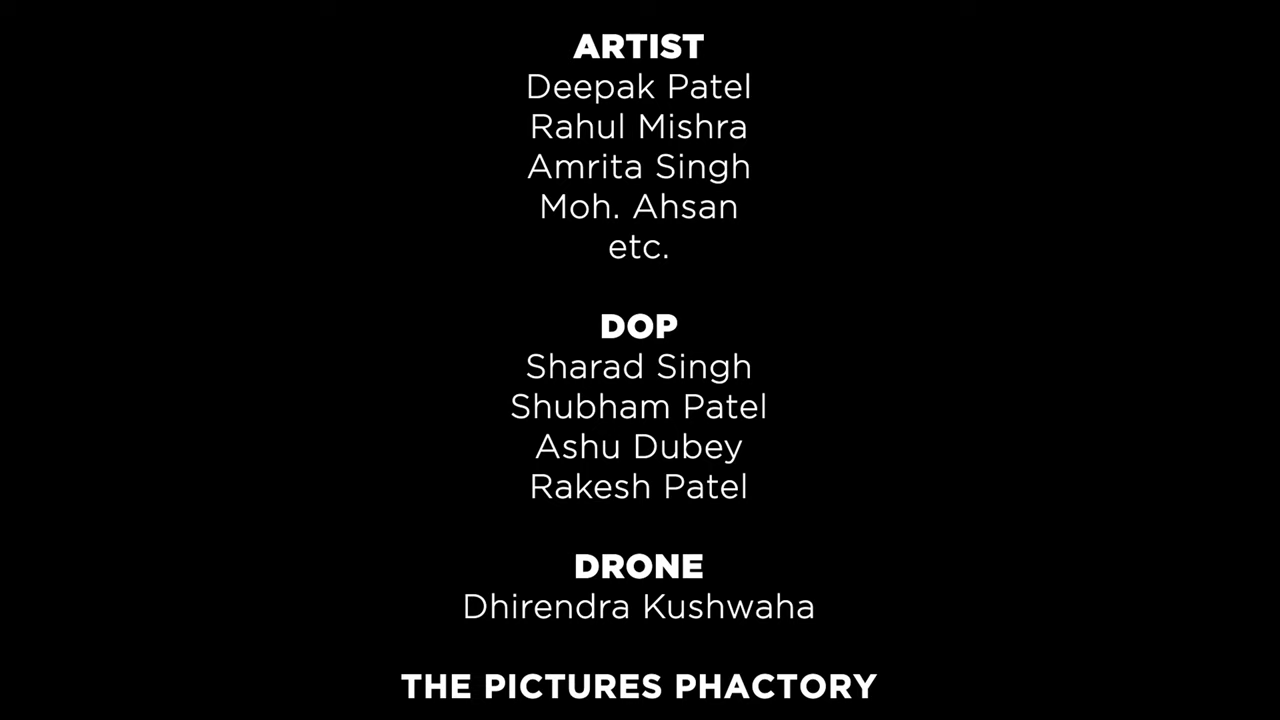 ARTIST
Deepak Patel
Rahul Mishra
Amrita Singh
Moh. Ahsan
etc.
DOP
Sharad Singh
Shubham Patel
Ashu Dubey
Rakesh Patel
DRONE
Dhirendra Kushwaha
THE PICTURES PHACTORY